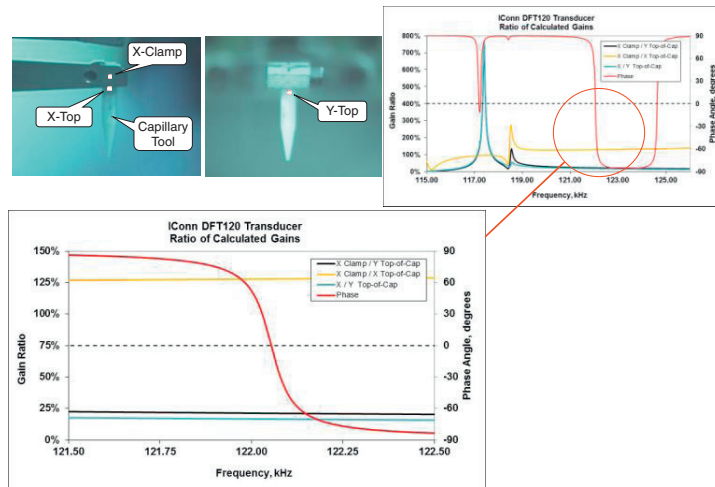 X-Clamp
X-Top
Capillary
Tool
Y-Top
IConn DFT120 Transducer
Ratio of Calculated Gains
X Clamp / Y Top-of-Cap
X Clamp / X Top-of-Cap
X / Y Top-of-Cap
Phase
Gain Ratio
800%
700%
600%
500%
400%
300%
200%
100%
0%
Phase Angle, degrees
90
60
30
0
-30
-60
-90
115.00 117.00 119.00 121.00 123.00 125.00
Frequency, kHz
IConn DFT120 Transducer
Ratio of Calculated Gains
X Clamp / Y Top-of-Cap
X Clamp / X Top-of-Cap
X / Y Top-of-Cap
Phase
Gain Ratio
150%
125%
100%
75%
50%
25%
0%
Phase Angle, degrees
90
60
30
0
-30
-60
-90
121.50 121.75 122.00 122.25 122.50
Frequency, kHz